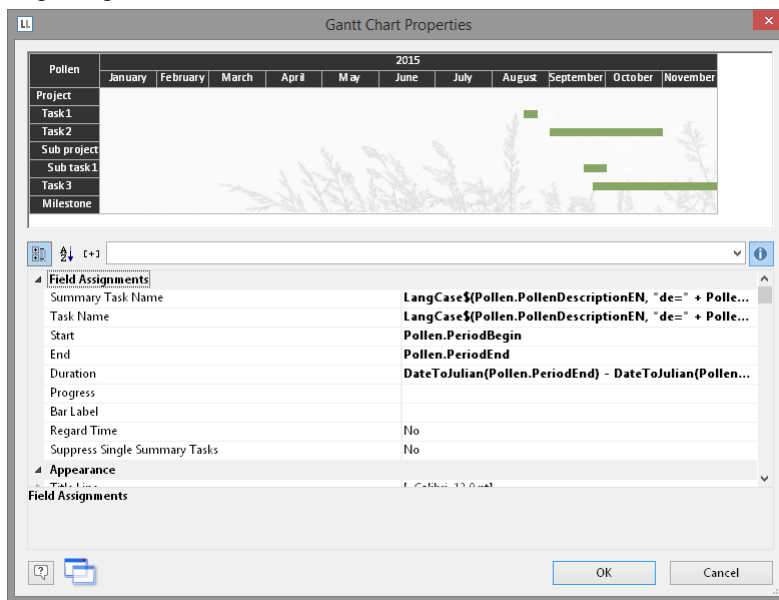 LL Gantt Chart Properties
Pollen
2015
January February March April May June July August September October November
Project
Task1
Task2
Sub project
Sub task1
Task3
Milestone
Field Assignments
Summary Task Name LangCase$(Pollen.PollenDescriptionEN, "de=" + Polle...
Task Name LangCase$(Pollen.PollenDescriptionEN, "de=" + Polle...
Start Pollen.PeriodBegin
End Pollen.PeriodEnd
Duration DateToJulian(Pollen.PeriodEnd) - DateToJulian(Pollen...
Progress
Bar Label
Regard Time No
Suppress Single Summary Tasks No
Appearance
Field Assignments
OK Cancel